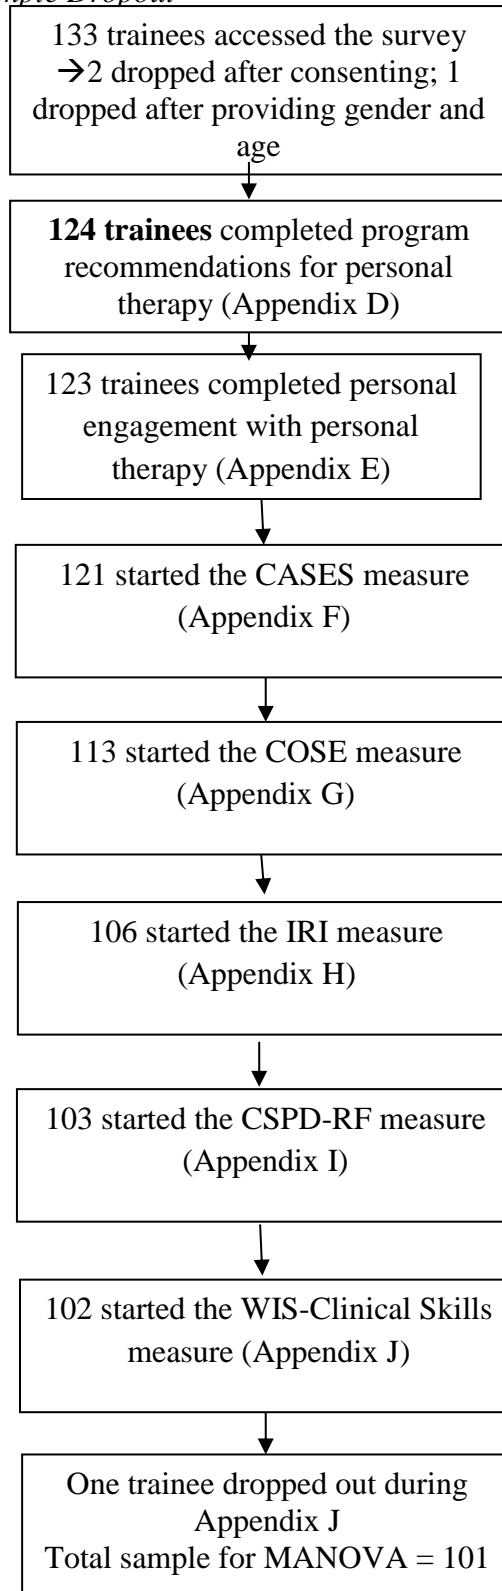 Dropout
133 trainees accessed the survey
→2 dropped after consenting; 1
dropped after providing gender and
age
124 trainees completed program
recommendations for personal
therapy (Appendix D)
123 trainees completed personal
engagement with personal
therapy (Appendix E)
121 started the CASES measure
(Appendix F)
113 started the COSE measure
(Appendix G)
106 started the IRI measure
(Appendix H)
103 started the CSPD-RF measure
(Appendix I)
102 started the WIS-Clinical Skills
measure (Appendix J)
One trainee dropped out during
Appendix J
Total sample for MANOVA = 101